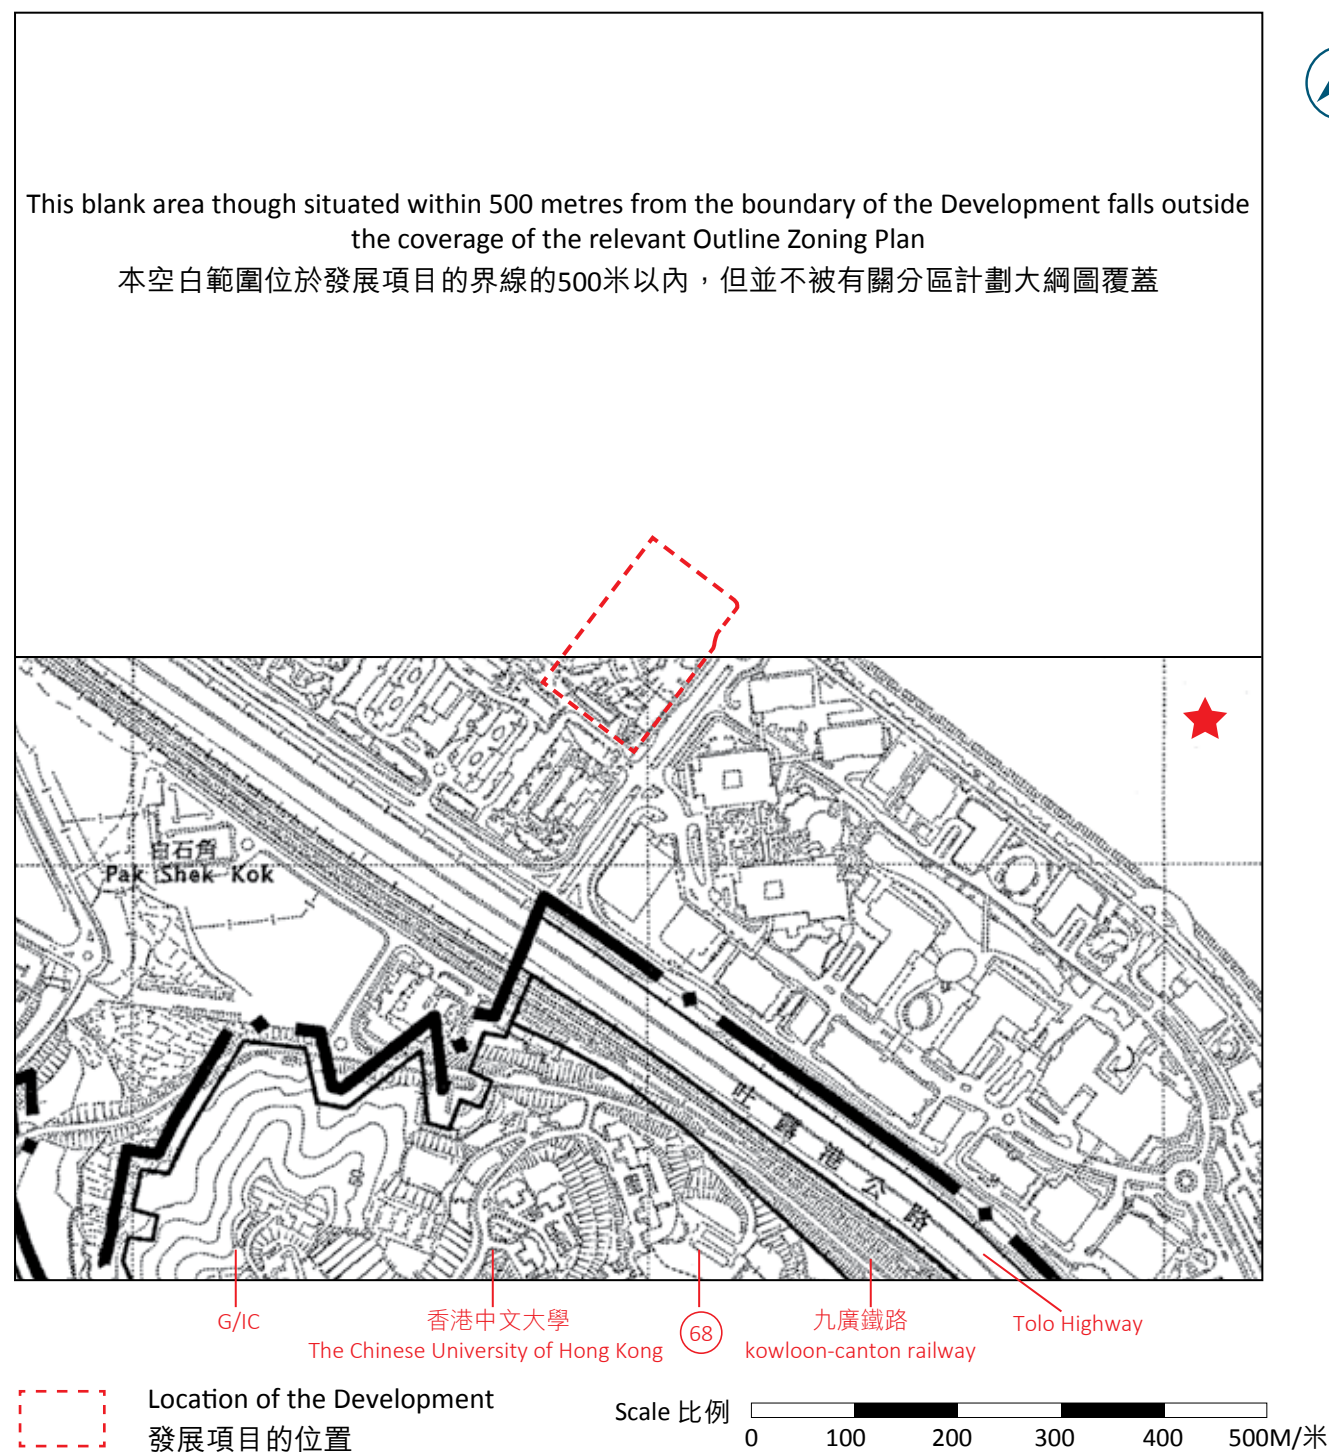 This blank area though situated within 500 metres from the boundary of the Development falls outside
the coverage of the relevant Outline Zoning Plan
本空白範圍位於發展項目的界線的500米以內，但並不被有關分區計劃大綱圖覆蓋
白石角
Pak Shek Kok
吐露港公路
G/IC
香港中文大學
The Chinese University of Hong Kong
68
九廣鐵路
kowloon-canton railway
Tolo Highway
Location of the Development
發展項目的位置
Scale 比例
0 100 200 300 400 500M/米